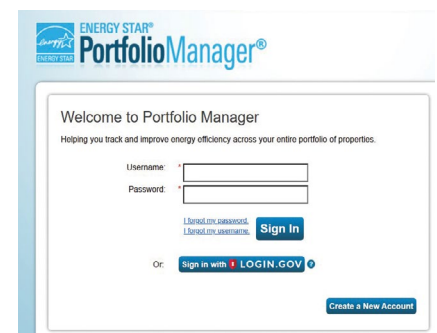 ENERGY STAR
ENERGY STAR®
PortfolioManager®
Welcome to Portfolio Manager
Helping you track and improve energy efficiency across your entire portfolio of properties.
Username: *
Password: *
I forgot my password.
I forgot my username.
Sign In
Or:
Sign in with LOGIN.GOV ?
Create a New Account